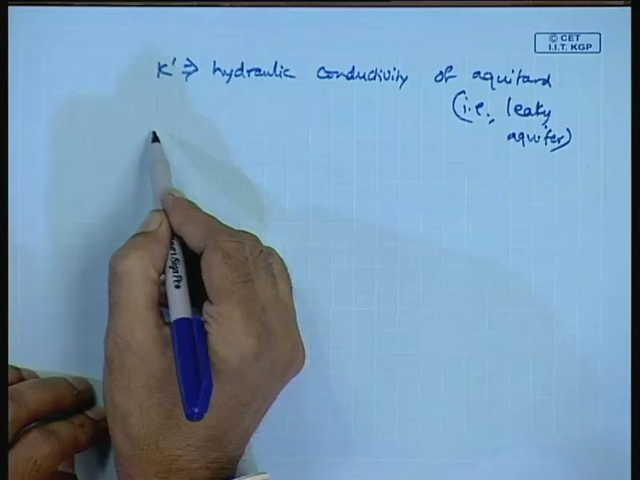 © CET
I.I.T. KGP
K' ⇒ hydraulic conductivity of aquitard
(i.e., leaky
aquifer)